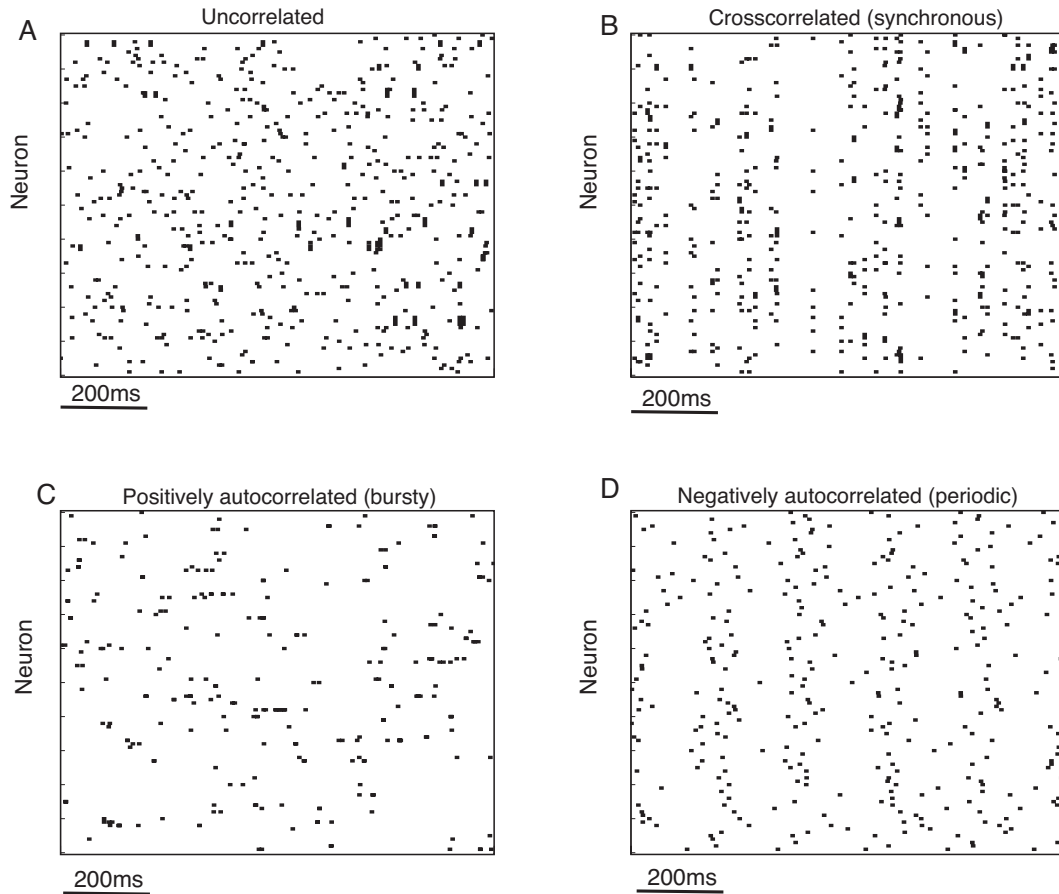 A
Uncorrelated
Neuron
200ms
B
Crosscorrelated (synchronous)
Neuron
200ms
C
Positively autocorrelated (bursty)
Neuron
200ms
D
Negatively autocorrelated (periodic)
Neuron
200ms